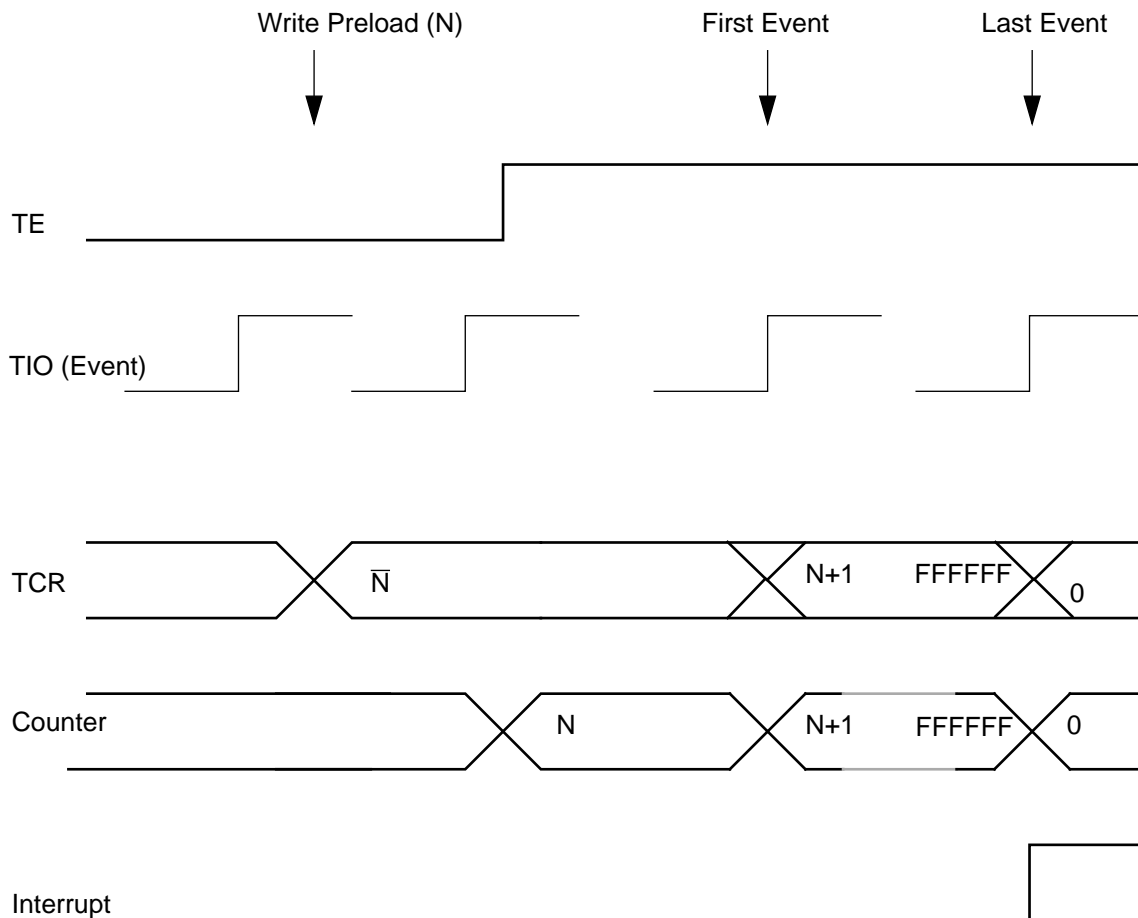 Write Preload (N) First Event Last Event
TE
TIO (Event)
TCR N̅ N+1 FFFFFF 0
Counter N N+1 FFFFFF 0
Interrupt